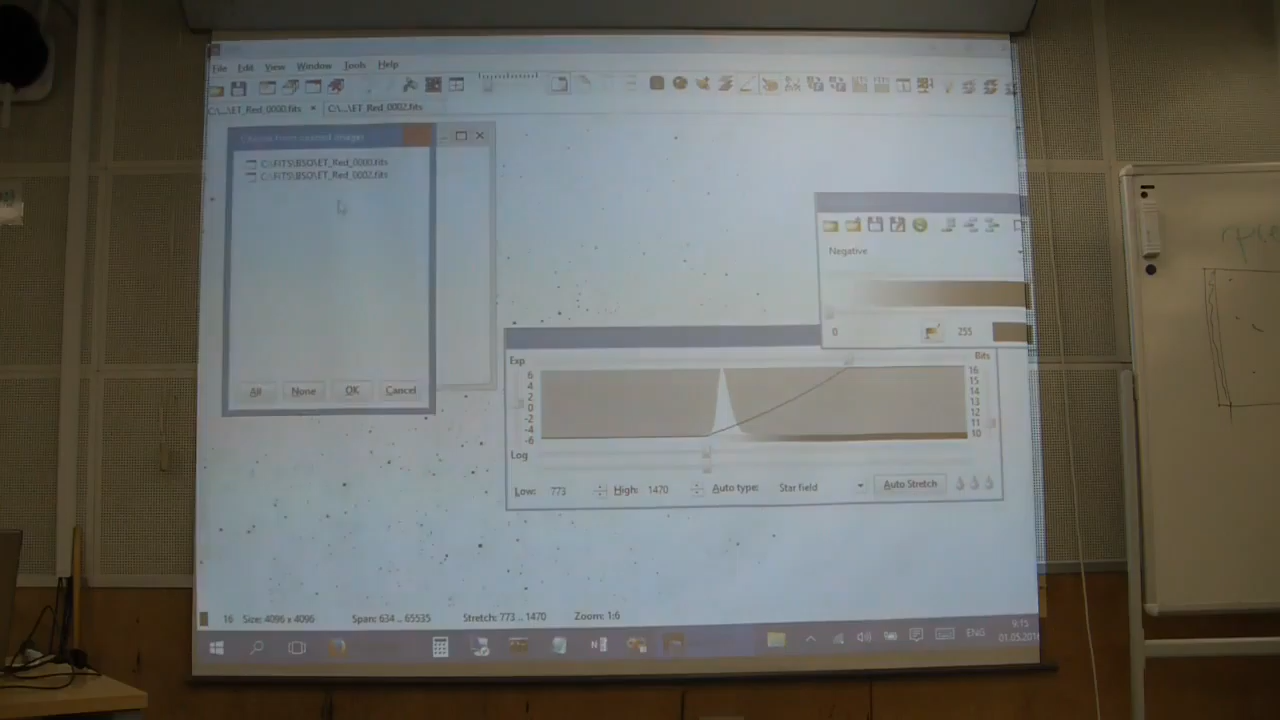 File Edit View Window Tools Help
C:\...\ET_Red_0000.fits × C:\...\ET_Red_0002.fits
C:\FITS\BSO\ET_Red_0000.fits
C:\FITS\BSO\ET_Red_0002.fits
All None OK Cancel
Negative
0 255
Exp Bits
6
4
2
0
-2
-4
-6
16
15
14
13
12
11
10
Log
Low: 773 High: 1470 Auto type: Star field Auto Stretch
16 Size: 4096 x 4096 Span: 634 .. 65535 Stretch: 773 .. 1470 Zoom: 1:6
ENG
9:15